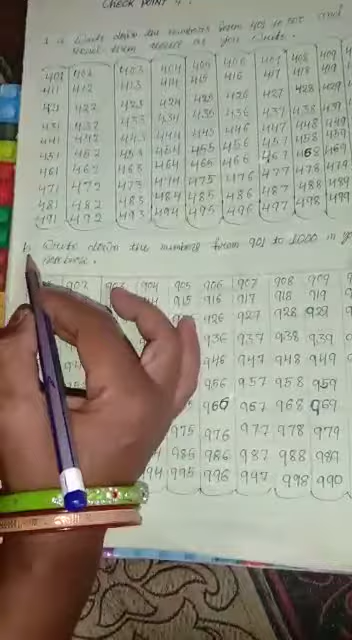 CHECK POINT
1. a. Write down the numbers from 401 to 500 and
read them aloud as you write.
401 402 403 404 405 406 407 408 409
411 412 413 414 415 416 417 418 419
421 422 423 424 425 426 427 428 429
431 432 433 434 435 436 437 438 439
441 442 443 444 445 446 447 448 449
451 452 453 454 455 456 457 458 459
461 462 463 464 465 466 467 468 469
471 472 473 474 475 476 477 478 479
481 482 483 484 485 486 487 488 489
491 492 493 494 495 496 497 498 499
b. Write down the numbers from 901 to 1000 in
notebook.
902 903 904 905 906 907 908 909
915 916 917 918 919
926 927 928 929
936 937 938 939
946 947 948 949
956 957 958 959
966 967 968 969
975 976 977 978 979
985 986 987 988 989
994 995 996 997 998 990